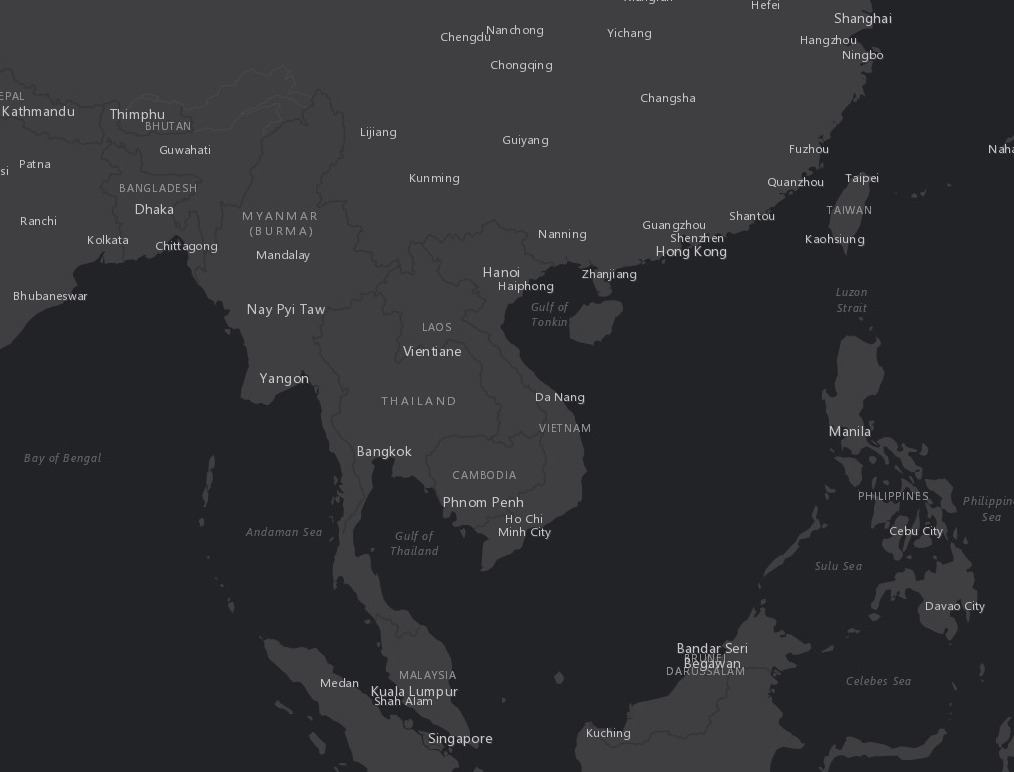 Hefei
Shanghai
Chengdu
Nanchong
Yichang
Hangzhou
Ningbo
Chongqing
Changsha
Kathmandu
Thimphu
BHUTAN
Lijiang
Guiyang
Guwahati
Fuzhou
Patna
Kunming
Quanzhou
Taipei
BANGLADESH
Dhaka
TAIWAN
Ranchi
MYANMAR
(BURMA)
Shantou
Guangzhou
Kolkata
Chittagong
Mandalay
Nanning
Shenzhen
Hong Kong
Kaohsiung
Hanoi
Haiphong
Zhanjiang
Bhubaneswar
Nay Pyi Taw
Gulf of
Tonkin
Luzon
Strait
LAOS
Vientiane
Yangon
THAILAND
Da Nang
VIETNAM
Manila
Bangkok
Bay of Bengal
CAMBODIA
Phnom Penh
PHILIPPINES
Ho Chi
Minh City
Andaman Sea
Gulf of
Thailand
Cebu City
Sea
Sulu Sea
Davao City
Bandar Seri
Begawan
BRUNEI
DARUSSALAM
MALAYSIA
Medan
Kuala Lumpur
Shah Alam
Celebes Sea
Singapore
Kuching